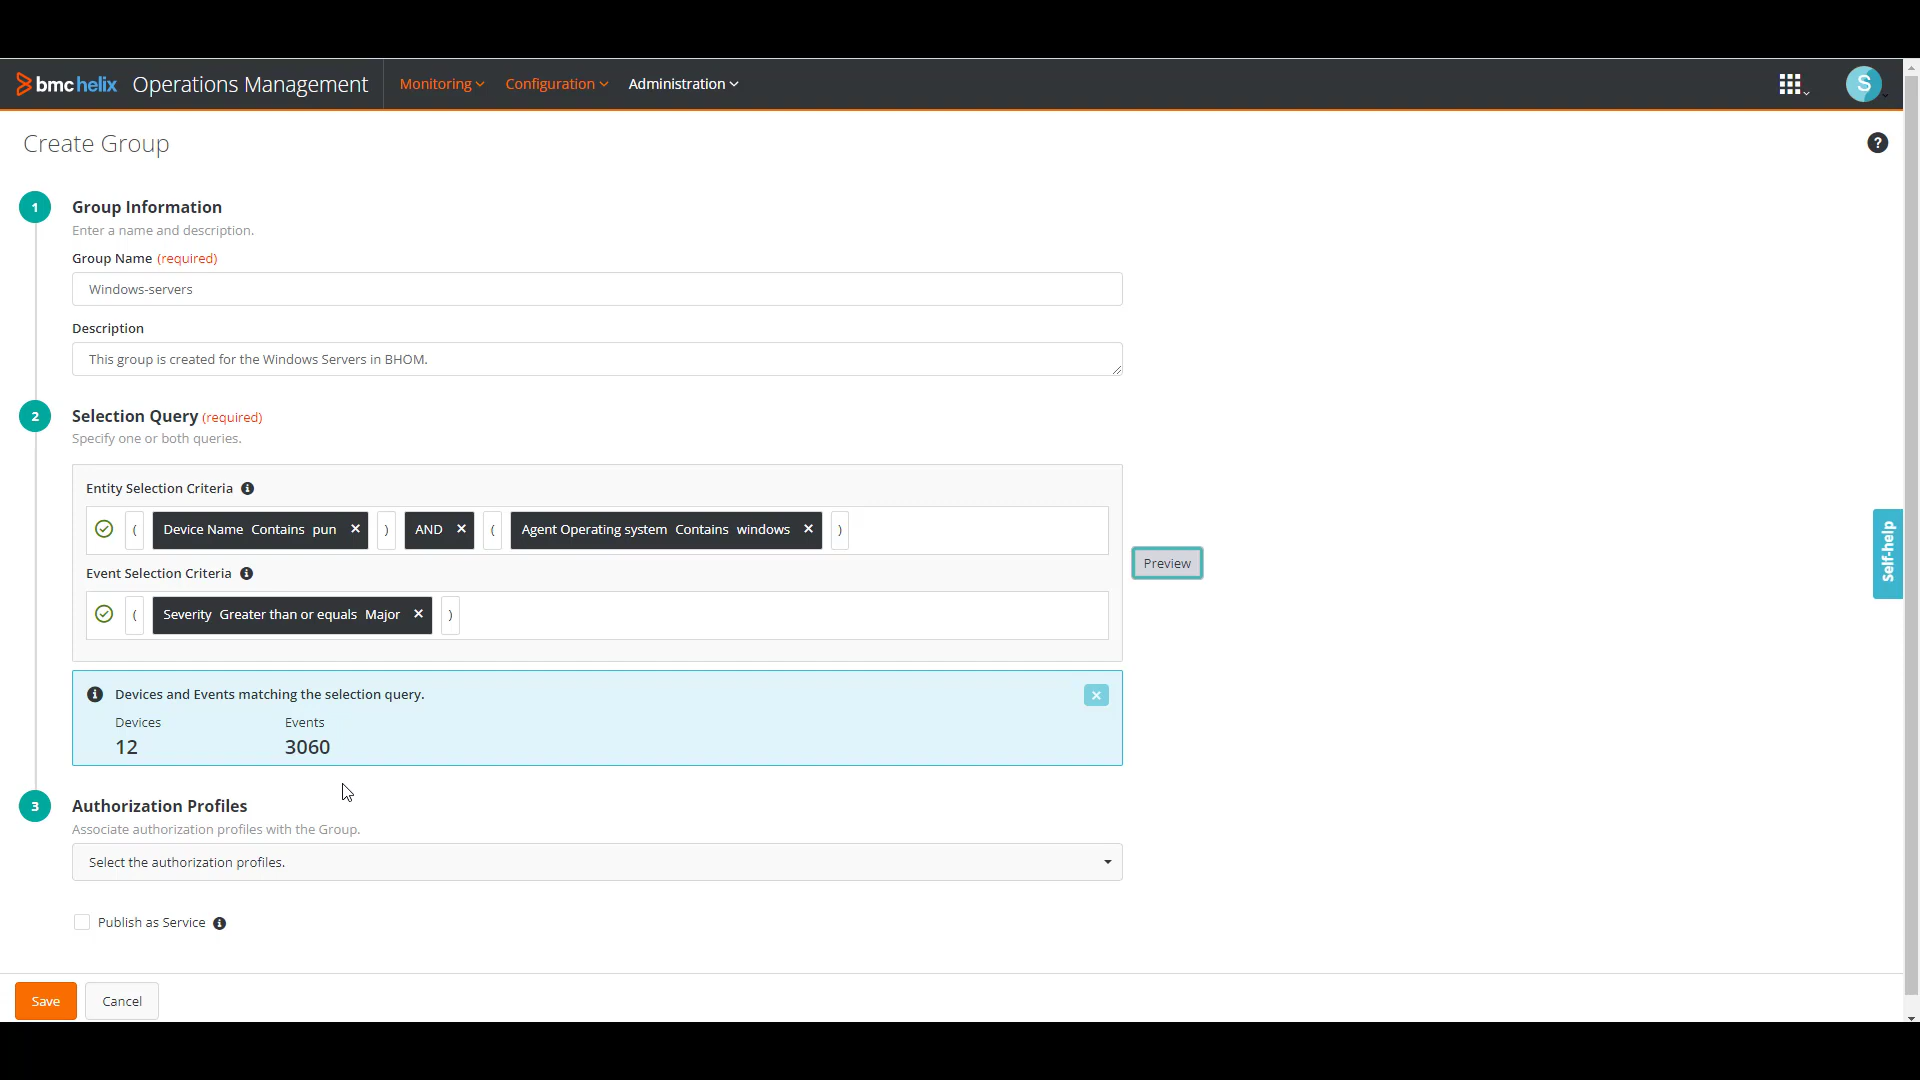 bmc helix Operations Management Monitoring Configuration Administration S
Create Group
?
1 Group Information
Enter a name and description.
Group Name (required)
Windows-servers
Description
This group is created for the Windows Servers in BHOM.
2 Selection Query (required)
Specify one or both queries.
Entity Selection Criteria
( Device Name Contains pun ) AND ( Agent Operating system Contains windows )
Preview
Self-help
Event Selection Criteria
( Severity Greater than or equals Major )
Devices and Events matching the selection query.
Devices Events
12 3060
3 Authorization Profiles
Associate authorization profiles with the Group.
Select the authorization profiles.
Publish as Service
Save Cancel